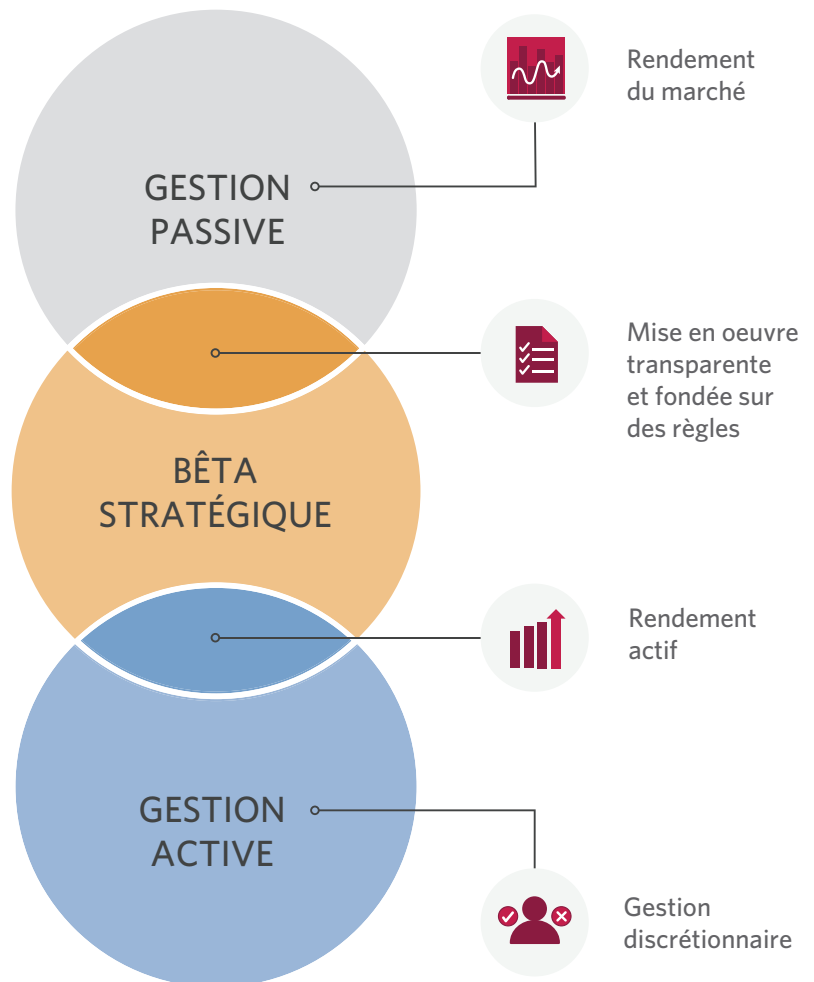 Rendement
du marché
GESTION
PASSIVE
Mise en oeuvre
transparente
et fondée sur
des règles
BÊTA
STRATÉGIQUE
Rendement
actif
GESTION
ACTIVE
Gestion
discrétionnaire